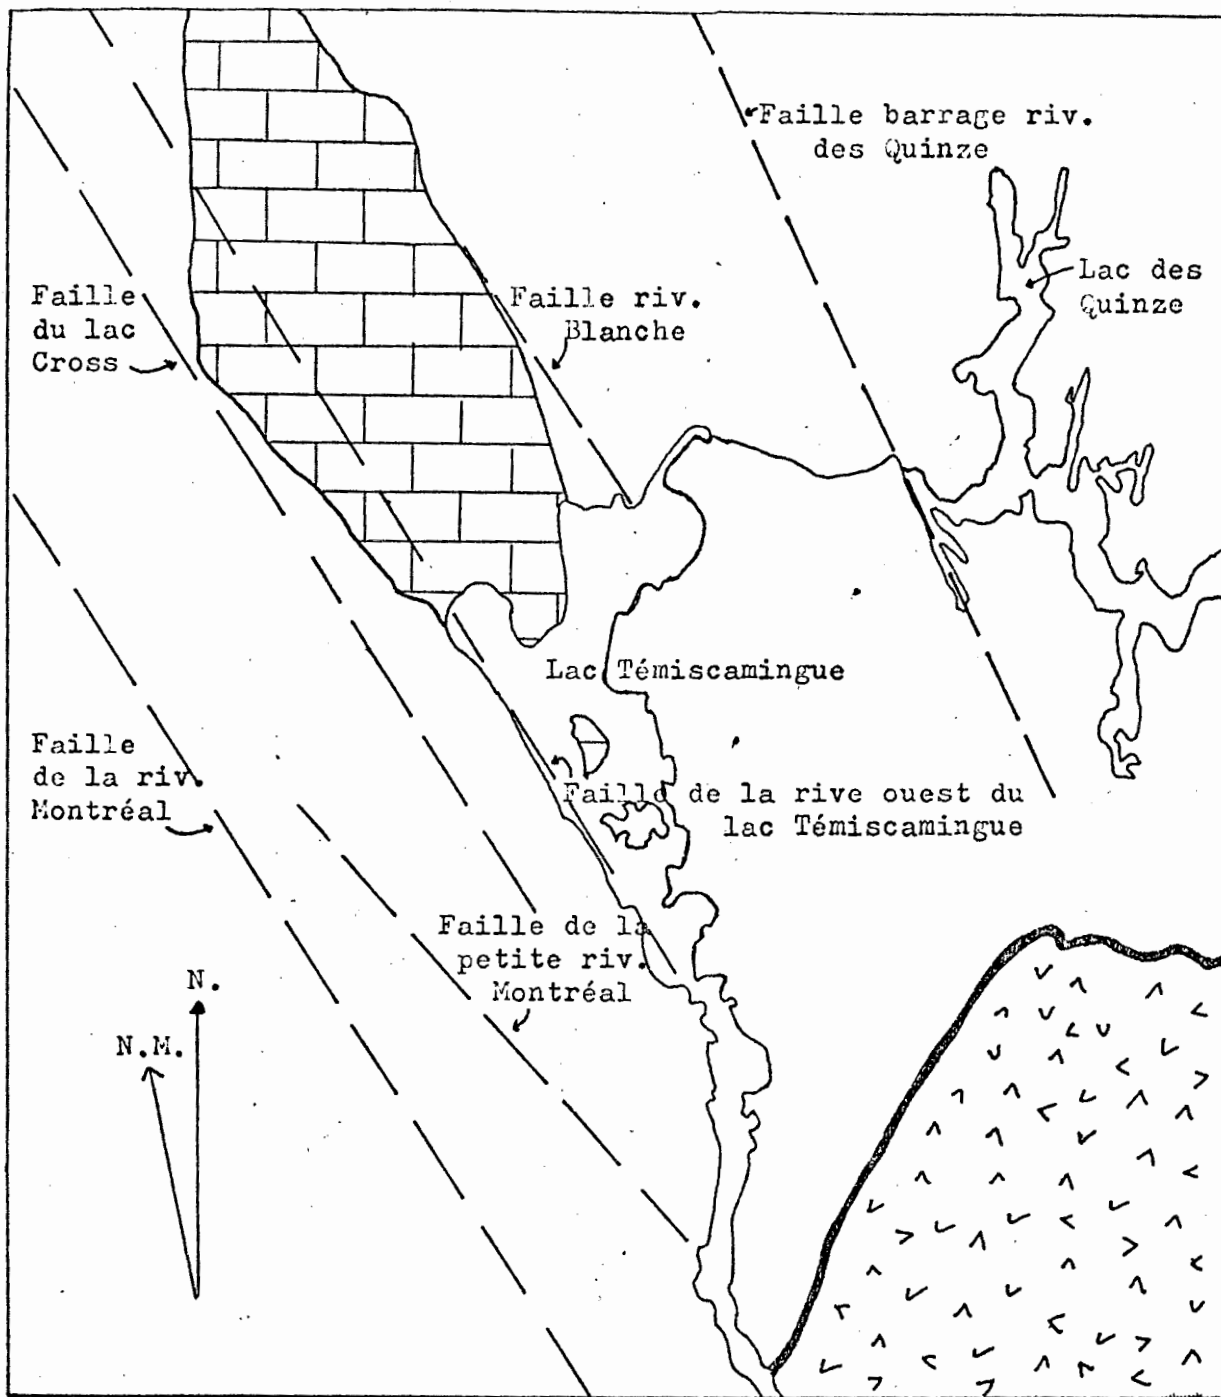 Faille barrage riv.
des Quinze
Lac des
Quinze
Faille
du lac
Cross
Faille riv.
Blanche
Lac Témiscamingue
Faille
de la riv.
Montréal
Faille de la rive ouest du
lac Témiscamingue
Faille de la
petite riv.
Montréal
N.
N.M.